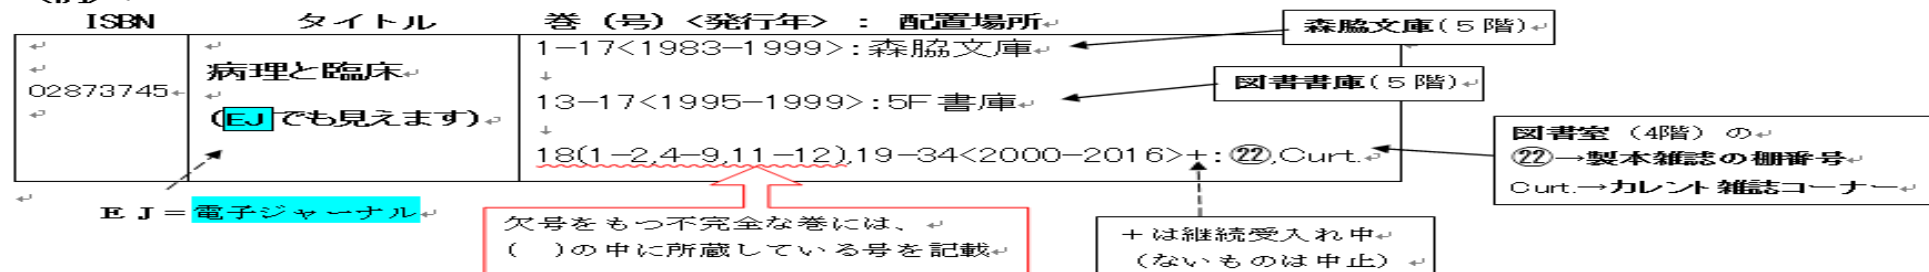 ISBN タイトル 巻（号）＜発行年＞ ： 配置場所
森脇文庫(５階)
1-17<1983-1999>:森脇文庫
病理と臨床
02873745
図書書庫(５階)
13-17<1995-1999>:5F書庫
(EJでも見えます)
図書室（4階）の
㉒→製本雑誌の棚番号
Curt.→カレント雑誌コーナー
18(1-2,4-9,11-12),19-34<2000-2016>+:㉒,Curt.
ＥＪ＝電子ジャーナル
欠号をもつ不完全な巻には、
(　)の中に所蔵している号を記載
＋は継続受入れ中
（ないものは中止）